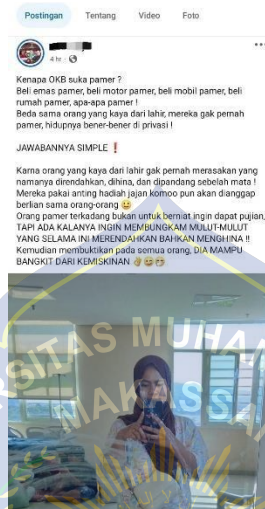 Postingan Tentang Video Foto
4 hr
Kenapa OKB suka pamer ?
Beli emas pamer, beli motor pamer, beli mobil pamer, beli
rumah pamer, apa-apa pamer !
Beda sama orang yang kaya dari lahir, mereka gak pernah
pamer, hidupnya bener-bener di privasi !
JAWABANNYA SIMPLE ❗
Karna orang yang kaya dari lahir gak pernah merasakan yang
namanya direndahkan, dihina, dan dipandang sebelah mata !
Mereka pakai anting hadiah jajan komoo pun akan dianggap
berlian sama orang-orang
Orang pamer terkadang bukan untuk berniat ingin dapat pujian,
TAPI ADA KALANYA INGIN MEMBUNGKAM MULUT-MULUT
YANG SELAMA INI MERENDAHKAN BAHKAN MENGHINA !!
Kemudian membuktikan pada semua orang, DIA MAMPU
BANGKIT DARI KEMISKINAN